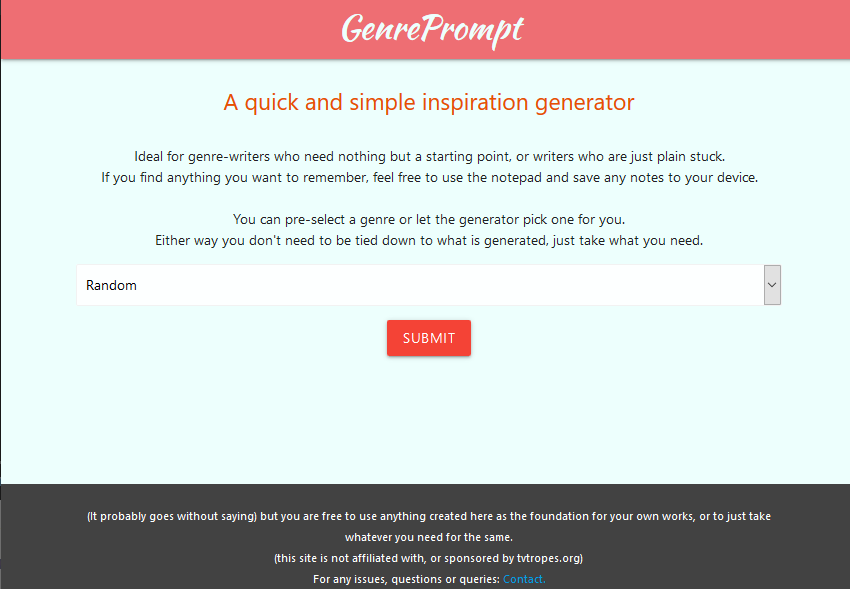 GenrePrompt
A quick and simple inspiration generator
Ideal for genre-writers who need nothing but a starting point, or writers who are just plain stuck.
If you find anything you want to remember, feel free to use the notepad and save any notes to your device.
You can pre-select a genre or let the generator pick one for you.
Either way you don't need to be tied down to what is generated, just take what you need.
Random
SUBMIT
(It probably goes without saying) but you are free to use anything created here as the foundation for your own works, or to just take
whatever you need for the same.
(this site is not affiliated with, or sponsored by tvtropes.org)
For any issues, questions or queries: Contact.